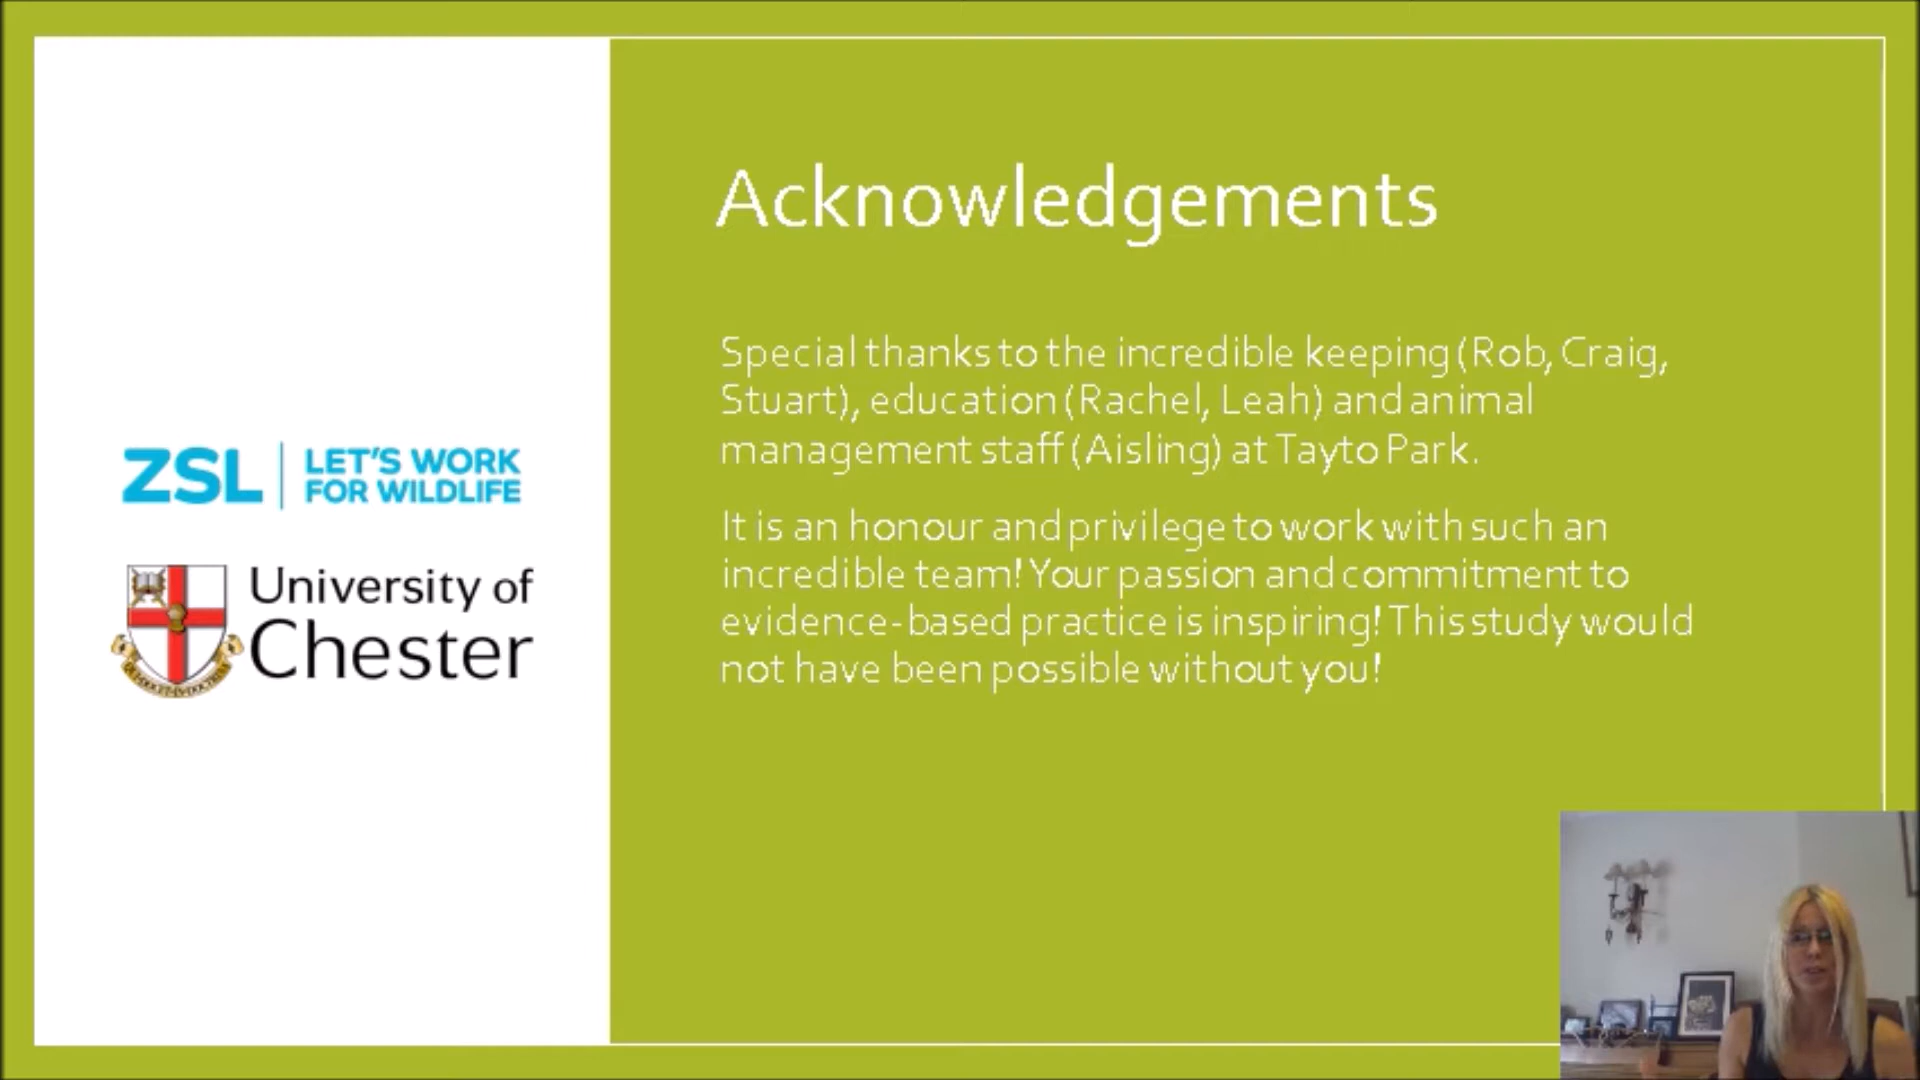 ZSL
LET'S WORK
FOR WILDLIFE
University of
Chester
Acknowledgements
Special thanks to the incredible keeping (Rob, Craig,
Stuart), education (Rachel, Leah) and animal
management staff (Aisling) at Tayto Park.
It is an honour and privilege to work with such an
incredible team! Your passion and commitment to
evidence-based practice is inspiring! This study would
not have been possible without you!